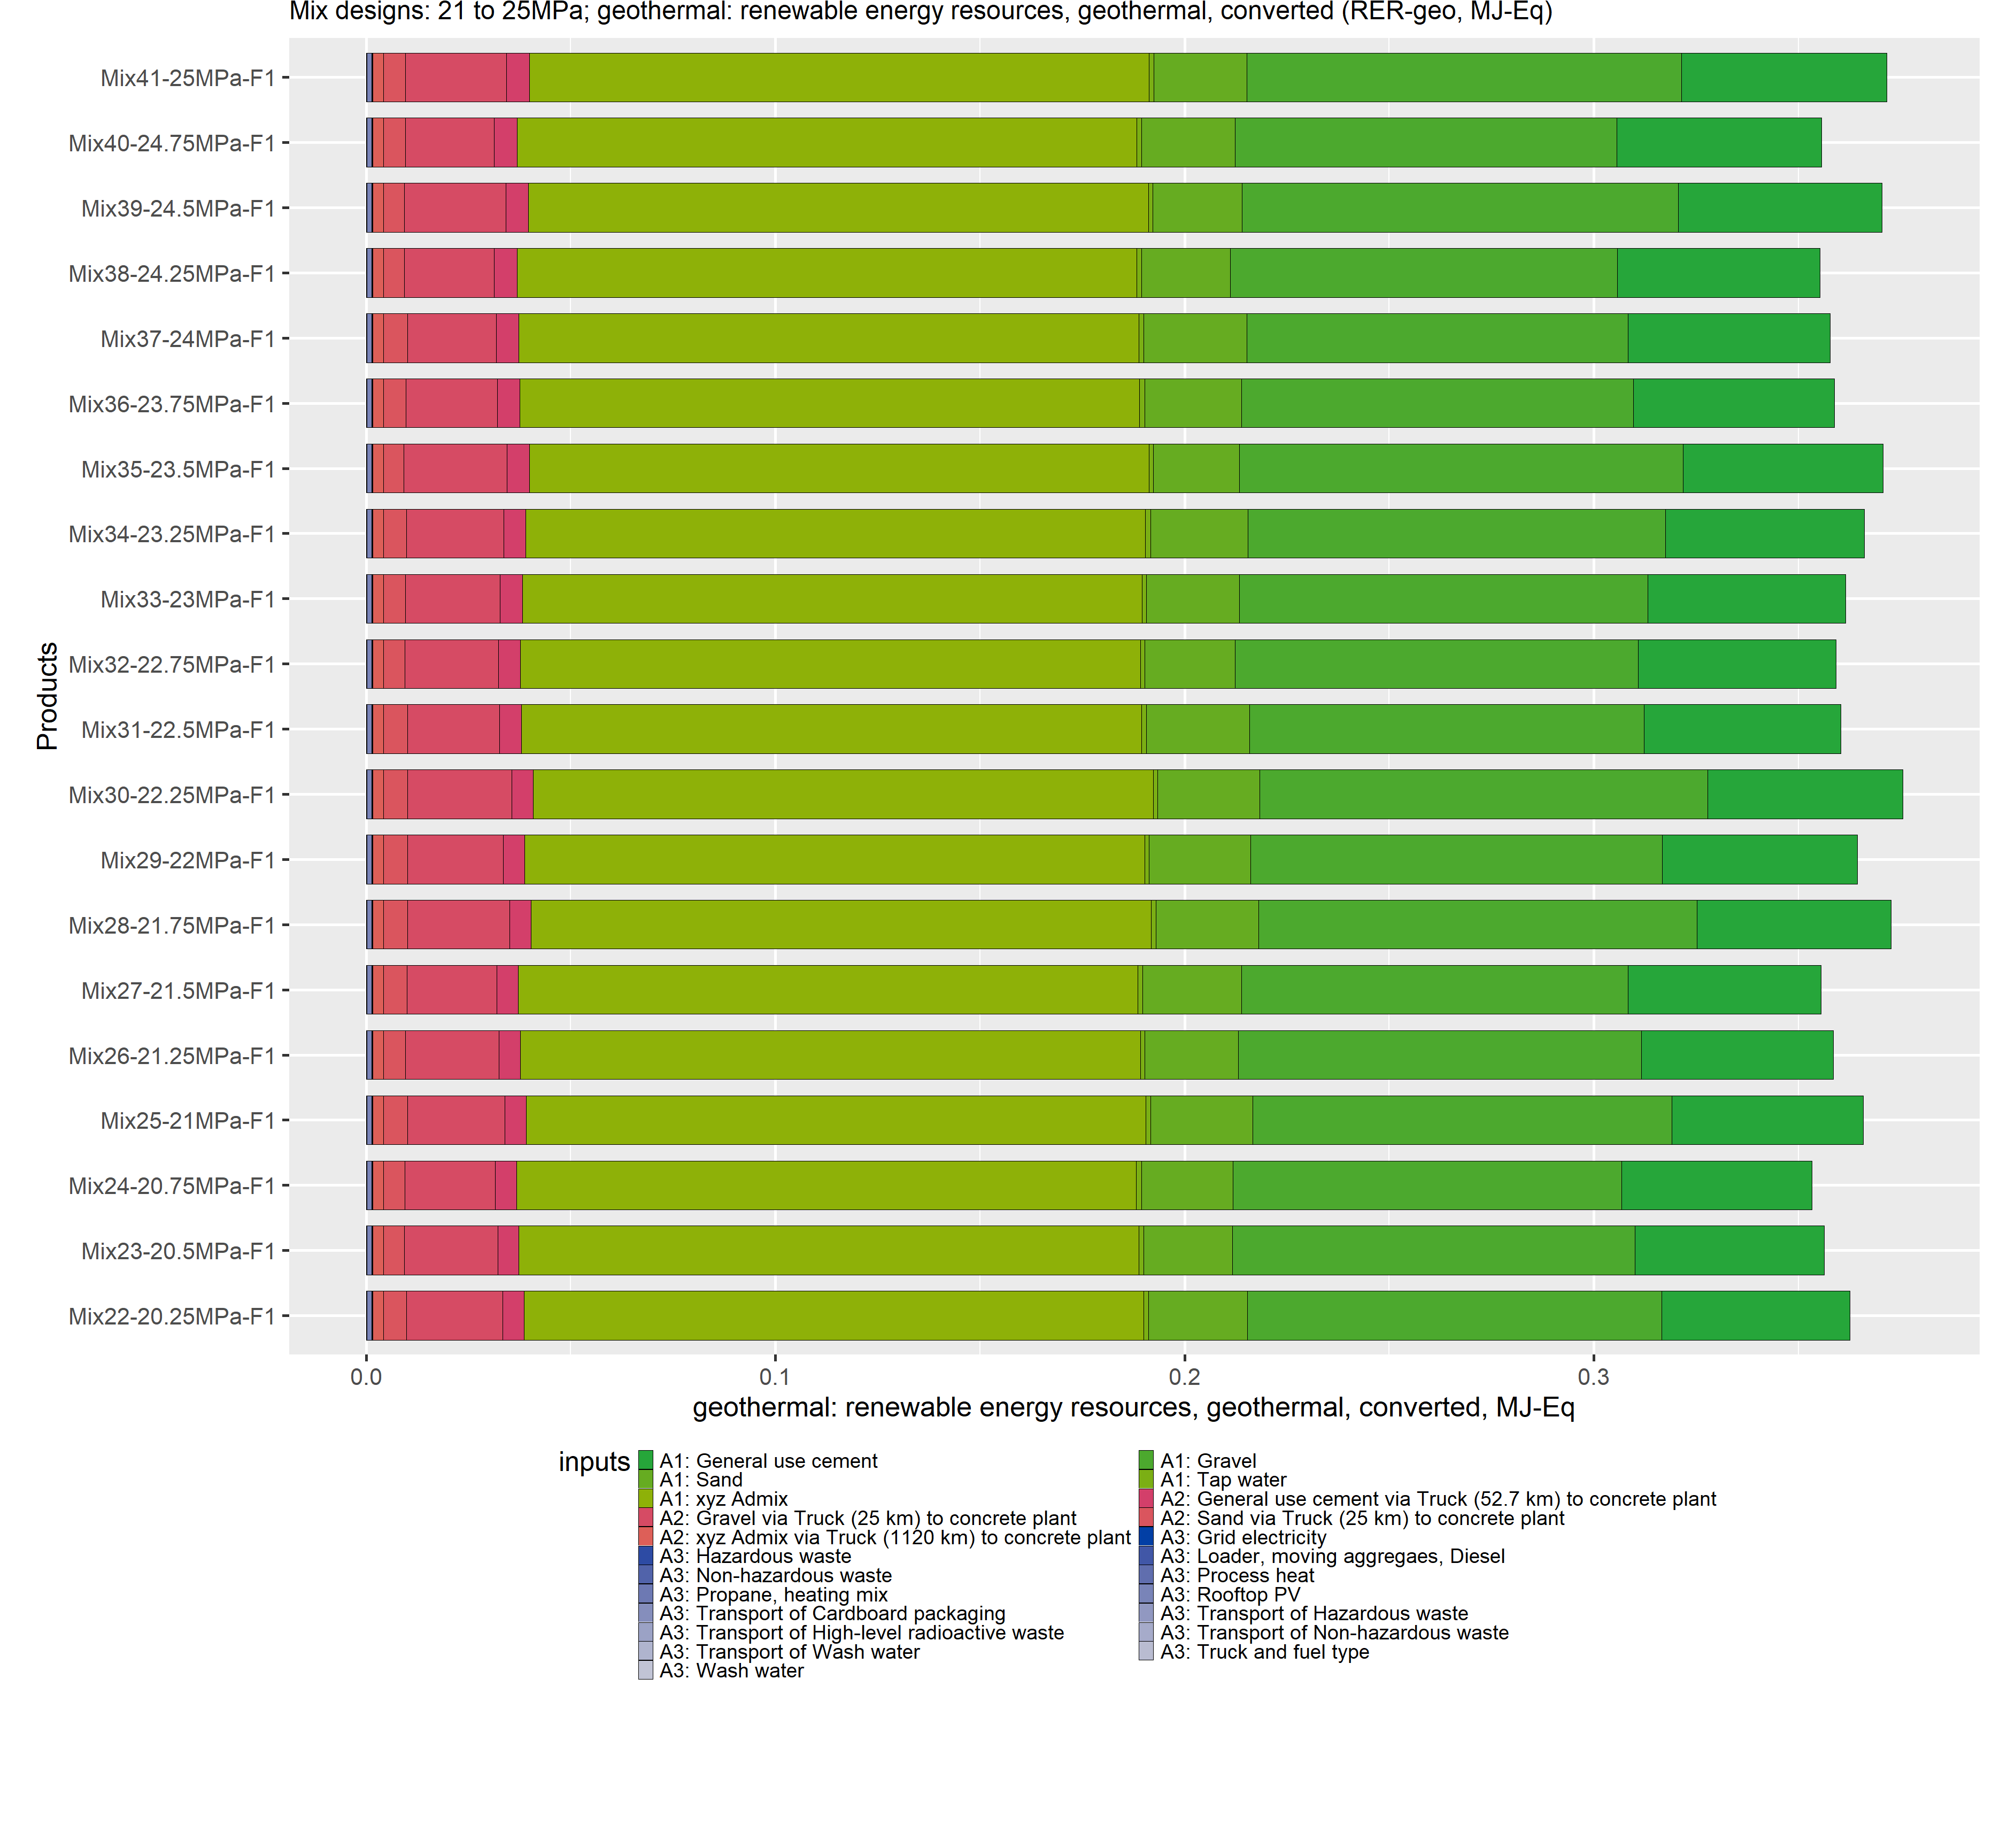 Mix designs: 21 to 25MPa; geothermal: renewable energy resources, geothermal, converted (RER-geo, MJ-Eq)
Products
Mix41-25MPa-F1
Mix40-24.75MPa-F1
Mix39-24.5MPa-F1
Mix38-24.25MPa-F1
Mix37-24MPa-F1
Mix36-23.75MPa-F1
Mix35-23.5MPa-F1
Mix34-23.25MPa-F1
Mix33-23MPa-F1
Mix32-22.75MPa-F1
Mix31-22.5MPa-F1
Mix30-22.25MPa-F1
Mix29-22MPa-F1
Mix28-21.75MPa-F1
Mix27-21.5MPa-F1
Mix26-21.25MPa-F1
Mix25-21MPa-F1
Mix24-20.75MPa-F1
Mix23-20.5MPa-F1
Mix22-20.25MPa-F1
0.0 0.1 0.2 0.3
geothermal: renewable energy resources, geothermal, converted, MJ-Eq
inputs
A1: General use cement A1: Gravel
A1: Sand A1: Tap water
A1: xyz Admix A2: General use cement via Truck (52.7 km) to concrete plant
A2: Gravel via Truck (25 km) to concrete plant A2: Sand via Truck (25 km) to concrete plant
A2: xyz Admix via Truck (1120 km) to concrete plant A3: Grid electricity
A3: Hazardous waste A3: Loader, moving aggregaes, Diesel
A3: Non-hazardous waste A3: Process heat
A3: Propane, heating mix A3: Rooftop PV
A3: Transport of Cardboard packaging A3: Transport of Hazardous waste
A3: Transport of High-level radioactive waste A3: Transport of Non-hazardous waste
A3: Transport of Wash water A3: Truck and fuel type
A3: Wash water